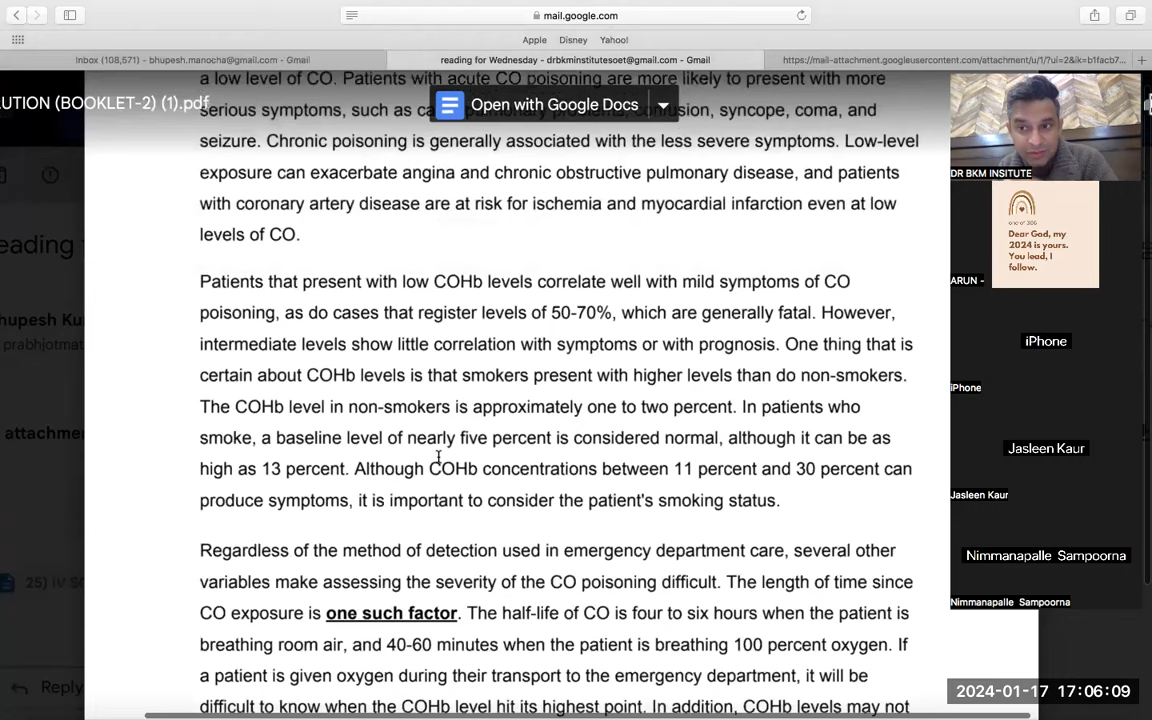 mail.google.com
Apple Disney Yahoo!
Inbox (108,571) - bhupesh.manocha@gmail.com - Gmail
reading for Wednesday - drbkminstitutesoet@gmail.com - Gmail
https://mail-attachment.googleusercontent.com/attachment/u/1/?ui=2&ik=b1facb7...
LUTION (BOOKLET-2) (1).pdf
Open with Google Docs
a low level of CO. Patients with acute CO poisoning are more likely to present with more
serious symptoms, such as confusion, syncope, coma, and
seizure. Chronic poisoning is generally associated with the less severe symptoms. Low-level
exposure can exacerbate angina and chronic obstructive pulmonary disease, and patients
with coronary artery disease are at risk for ischemia and myocardial infarction even at low
levels of CO.
Patients that present with low COHb levels correlate well with mild symptoms of CO
poisoning, as do cases that register levels of 50-70%, which are generally fatal. However,
intermediate levels show little correlation with symptoms or with prognosis. One thing that is
certain about COHb levels is that smokers present with higher levels than do non-smokers.
The COHb level in non-smokers is approximately one to two percent. In patients who
smoke, a baseline level of nearly five percent is considered normal, although it can be as
high as 13 percent. Although COHb concentrations between 11 percent and 30 percent can
produce symptoms, it is important to consider the patient's smoking status.
Regardless of the method of detection used in emergency department care, several other
variables make assessing the severity of the CO poisoning difficult. The length of time since
CO exposure is one such factor. The half-life of CO is four to six hours when the patient is
breathing room air, and 40-60 minutes when the patient is breathing 100 percent oxygen. If
a patient is given oxygen during their transport to the emergency department, it will be
difficult to know when the COHb level hit its highest point. In addition, COHb levels may not
eading
hupesh Ku
prabhjotmat
attachment
25) IV S
Reply
DR BKM INSITUTE
one of 366
Dear God, my
2024 is yours.
You lead, I
follow.
ARUN -
iPhone
iPhone
Jasleen Kaur
Jasleen Kaur
Nimmanapalle Sampoorna
Nimmanapalle Sampoorna
2024-01-17 17:06:09